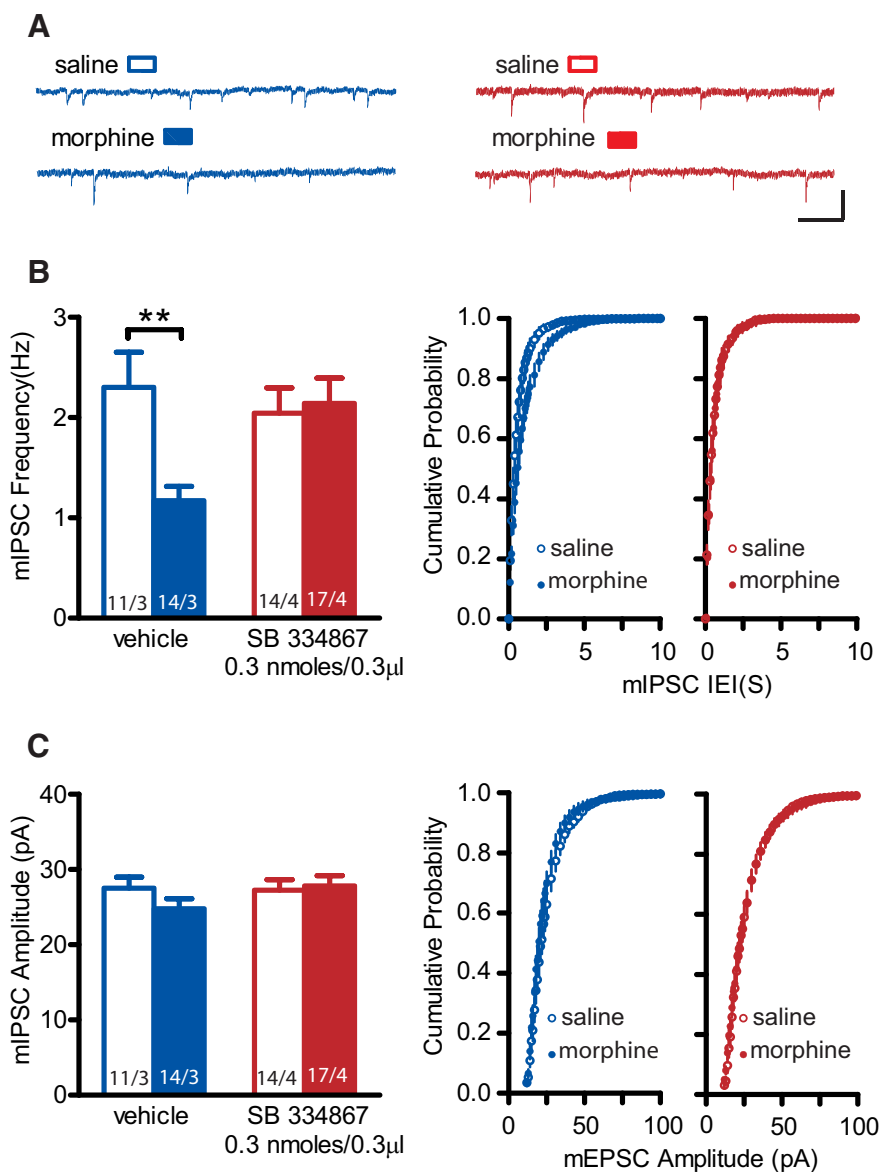 A
saline
saline
morphine
morphine
B
mIPSC Frequency(Hz)
3
2
1
0
**
11/3
14/3
14/4
17/4
vehicle
SB 334867
0.3 nmoles/0.3µl
Cumulative Probability
1.0
0.8
0.6
0.4
0.2
0.0
saline
morphine
saline
morphine
0
5
10
0
5
10
mIPSC IEI(S)
C
mIPSC Amplitude (pA)
40
30
20
10
0
11/3
14/3
14/4
17/4
vehicle
SB 334867
0.3 nmoles/0.3µl
Cumulative Probability
1.0
0.8
0.6
0.4
0.2
0.0
saline
morphine
saline
morphine
0
50
100
0
50
100
mEPSC Amplitude (pA)